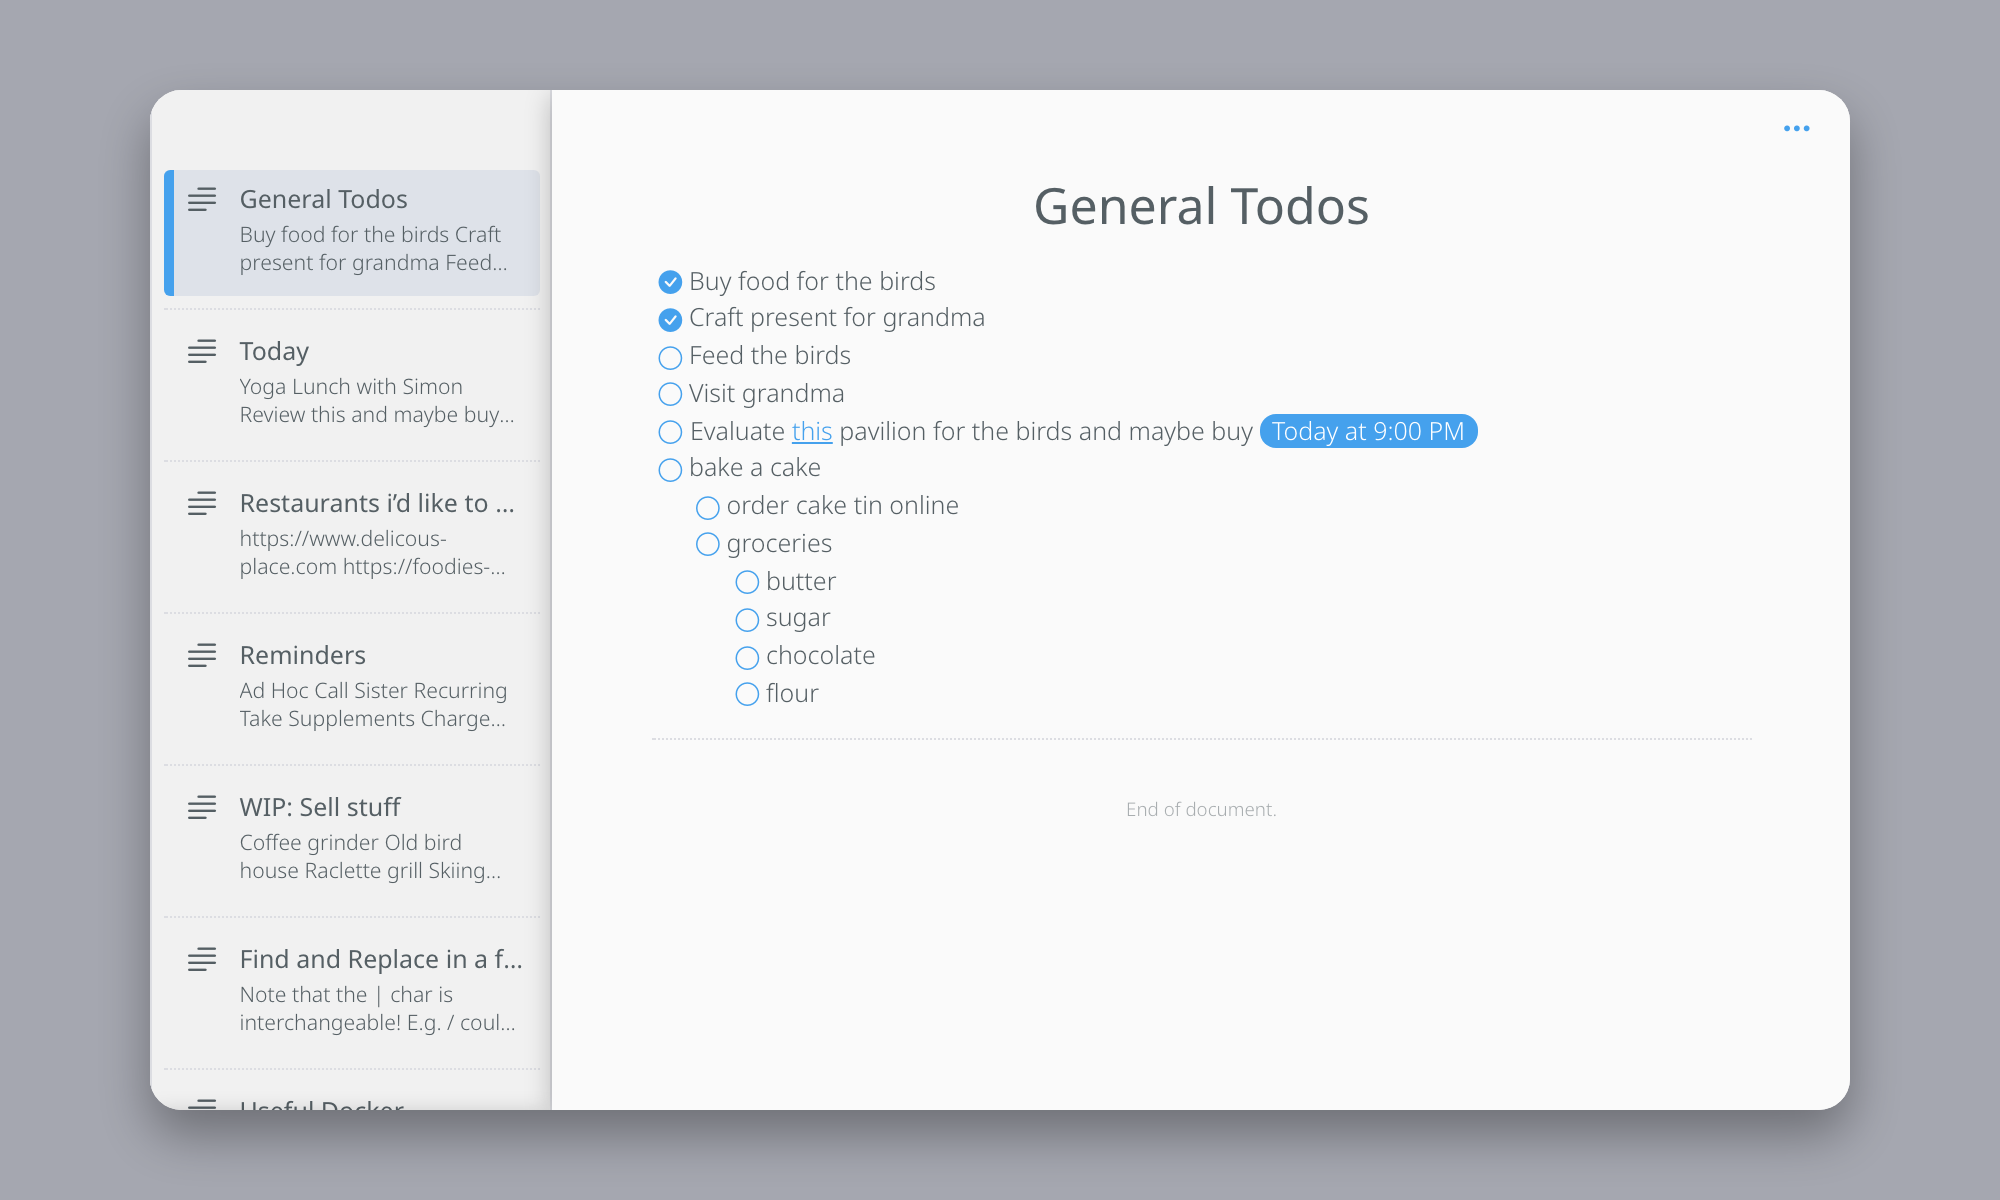 General Todos
Buy food for the birds Craft
present for grandma Feed...
Today
Yoga Lunch with Simon
Review this and maybe buy...
Restaurants i’d like to ...
https://www.delicous-
place.com https://foodies-...
Reminders
Ad Hoc Call Sister Recurring
Take Supplements Charge...
WIP: Sell stuff
Coffee grinder Old bird
house Raclette grill Skiing...
Find and Replace in a f...
Note that the | char is
interchangeable! E.g. / coul...
Useful Docker
General Todos
Buy food for the birds
Craft present for grandma
Feed the birds
Visit grandma
Evaluate this pavilion for the birds and maybe buy Today at 9:00 PM
bake a cake
order cake tin online
groceries
butter
sugar
chocolate
flour
End of document.